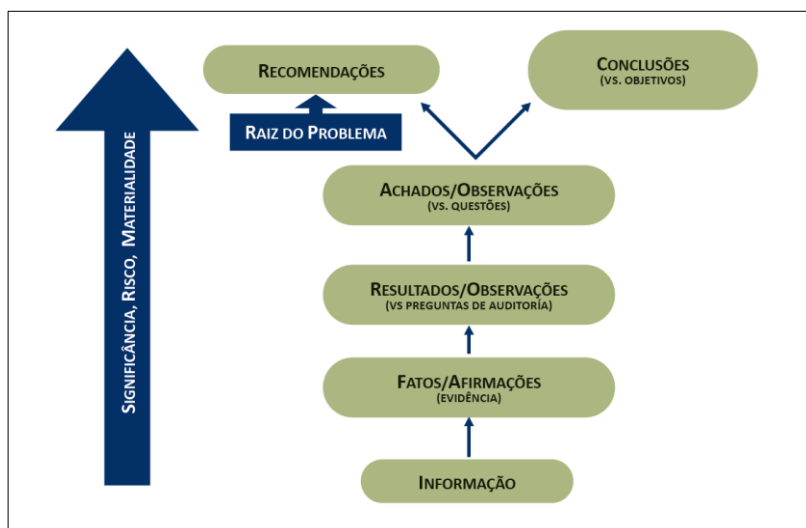 RECOMENDAÇÕES
CONCLUSÕES
(VS. OBJETIVOS)
RAIZ DO PROBLEMA
ACHADOS/OBSERVAÇÕES
(VS. QUESTÕES)
RESULTADOS/OBSERVAÇÕES
(VS PREGUNTAS DE AUDITORÍA)
FATOS/AFIRMAÇÕES
(EVIDÊNCIA)
INFORMAÇÃO
SIGNIFICÂNCIA, RISCO, MATERIALIDADE